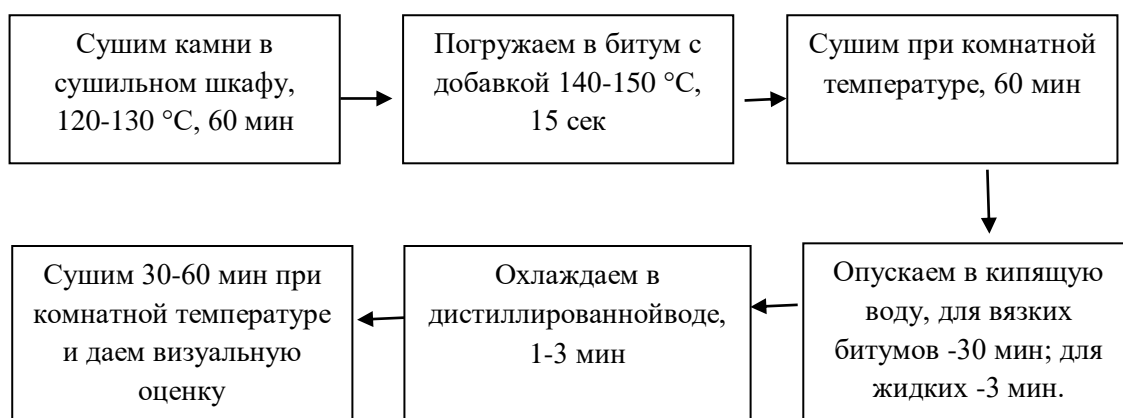 Сушим камни в
сушильном шкафу,
120-130 °С, 60 мин
Погружаем в битум с
добавкой 140-150 °С,
15 сек
Сушим при комнатной
температуре, 60 мин
Опускаем в кипящую
воду, для вязких
битумов -30 мин; для
жидких -3 мин.
Охлаждаем в
дистиллированнойводе,
1-3 мин
Сушим 30-60 мин при
комнатной температуре
и даем визуальную
оценку